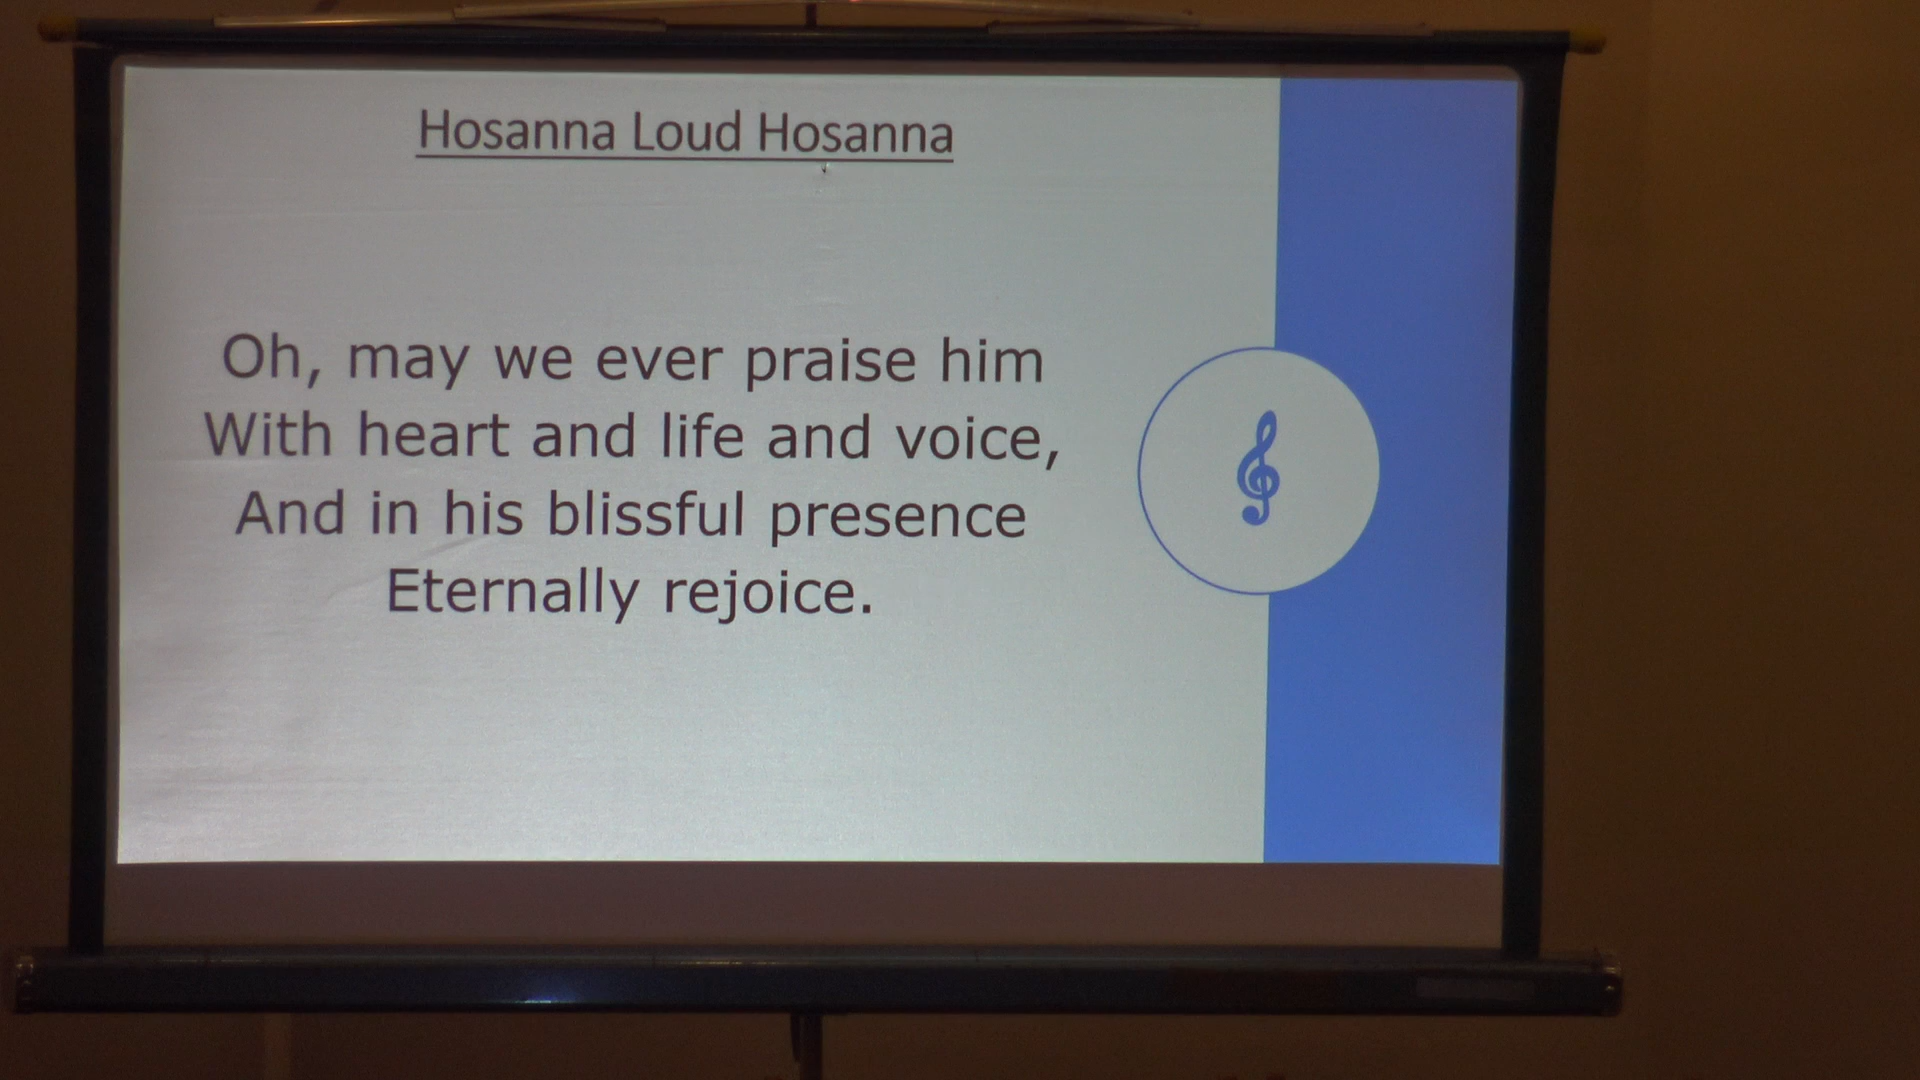 Hosanna Loud Hosanna
Oh, may we ever praise him
With heart and life and voice,
And in his blissful presence
Eternally rejoice.